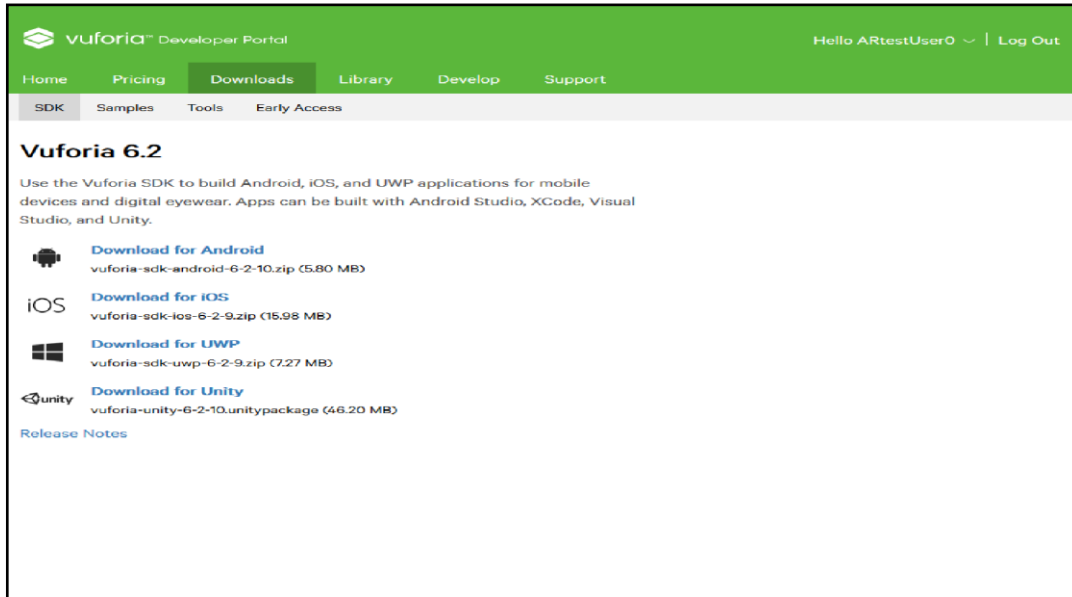 vuforia™ Developer Portal
Hello ARtestUser0 | Log Out
Home Pricing Downloads Library Develop Support
SDK Samples Tools Early Access
Vuforia 6.2
Use the Vuforia SDK to build Android, iOS, and UWP applications for mobile
devices and digital eyewear. Apps can be built with Android Studio, XCode, Visual
Studio, and Unity.
Download for Android
vuforia-sdk-android-6-2-10.zip (5.80 MB)
iOS
Download for iOS
vuforia-sdk-ios-6-2-9.zip (15.98 MB)
Download for UWP
vuforia-sdk-uwp-6-2-9.zip (7.27 MB)
unity
Download for Unity
vuforia-unity-6-2-10.unitypackage (46.20 MB)
Release Notes